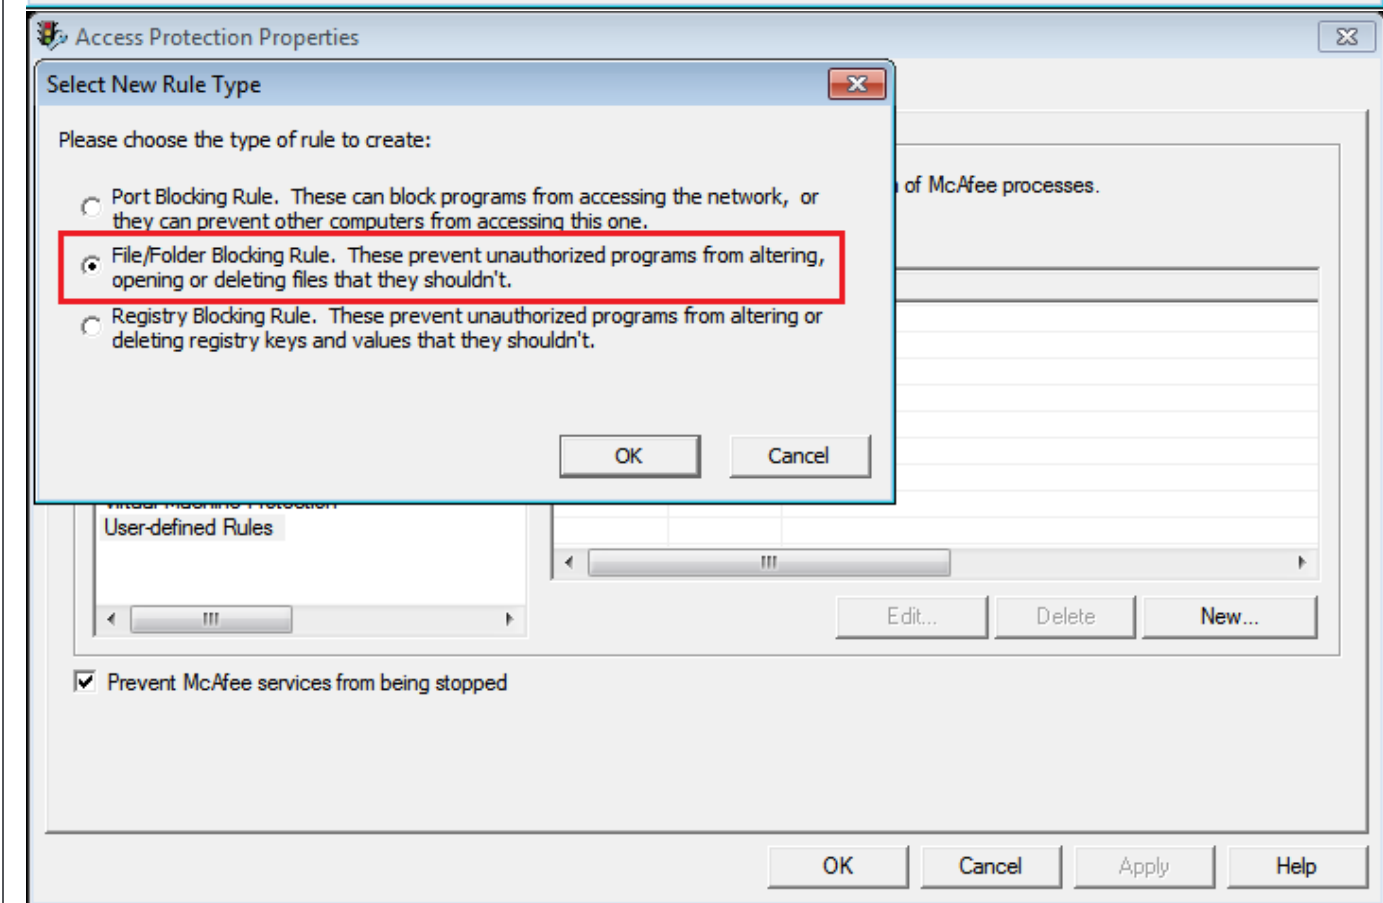 Access Protection Properties
Select New Rule Type
Please choose the type of rule to create:
Port Blocking Rule.  These can block programs from accessing the network,  or
they can prevent other computers from accessing this one.
of McAfee processes.
File/Folder Blocking Rule.  These prevent unauthorized programs from altering,
opening or deleting files that they shouldn't.
Registry Blocking Rule.  These prevent unauthorized programs from altering or
deleting registry keys and values that they shouldn't.
OK
Cancel
Virtual Machine Protection
User-defined Rules
Edit...
Delete
New...
Prevent McAfee services from being stopped
OK
Cancel
Apply
Help